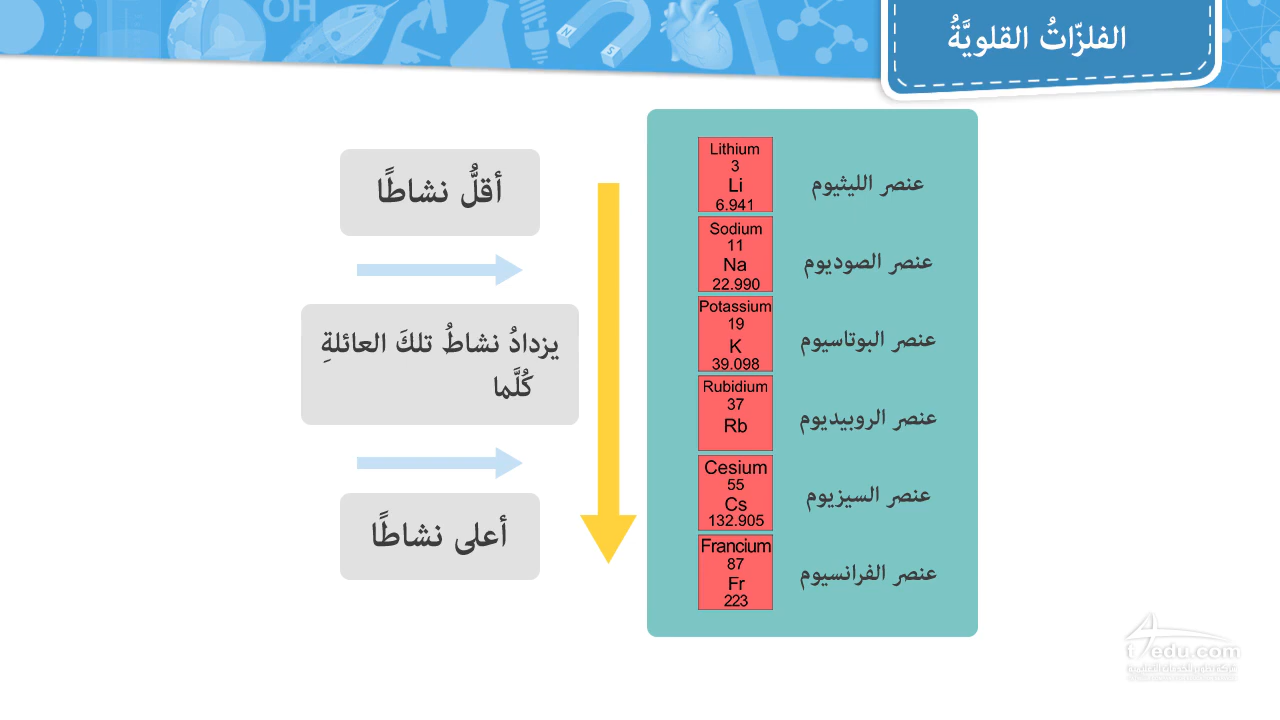 الفلزّاتُ القلويَّةُ
OH
N
S
Lithium
3
Li
6.941
عنصر الليثيوم
Sodium
11
Na
22.990
عنصر الصوديوم
Potassium
19
K
39.098
عنصر البوتاسيوم
Rubidium
37
Rb
عنصر الروبيديوم
Cesium
55
Cs
132.905
عنصر السيزيوم
Francium
87
Fr
223
عنصر الفرانسيوم
أقلُّ نشاطًا
يزدادُ نشاطُ تلكَ العائلةِ
كُلَّما
أعلى نشاطًا
t4edu.com